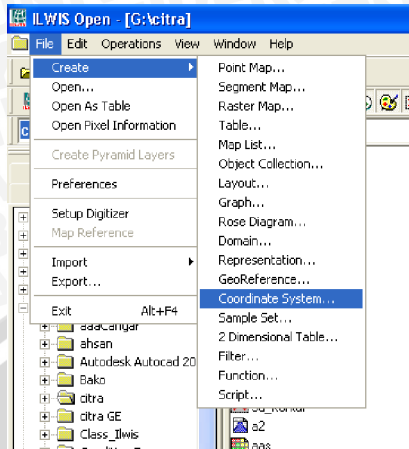 ILWIS Open - [G:\citra]
File Edit Operations View Window Help
Create
Open...
Open As Table
Open Pixel Information
Create Pyramid Layers
Preferences
Setup Digitizer
Map Reference
Import
Export...
Exit Alt+F4
Point Map...
Segment Map...
Raster Map...
Table...
Map List...
Object Collection...
Layout...
Graph...
Rose Diagram...
Domain...
Representation...
GeoReference...
Coordinate System...
Sample Set...
2 Dimensional Table...
Filter...
Function...
Script...
aaaCangar
ahsan
Autodesk Autocad 20
Bako
citra
citra GE
Class_Ilwis
a2
aas